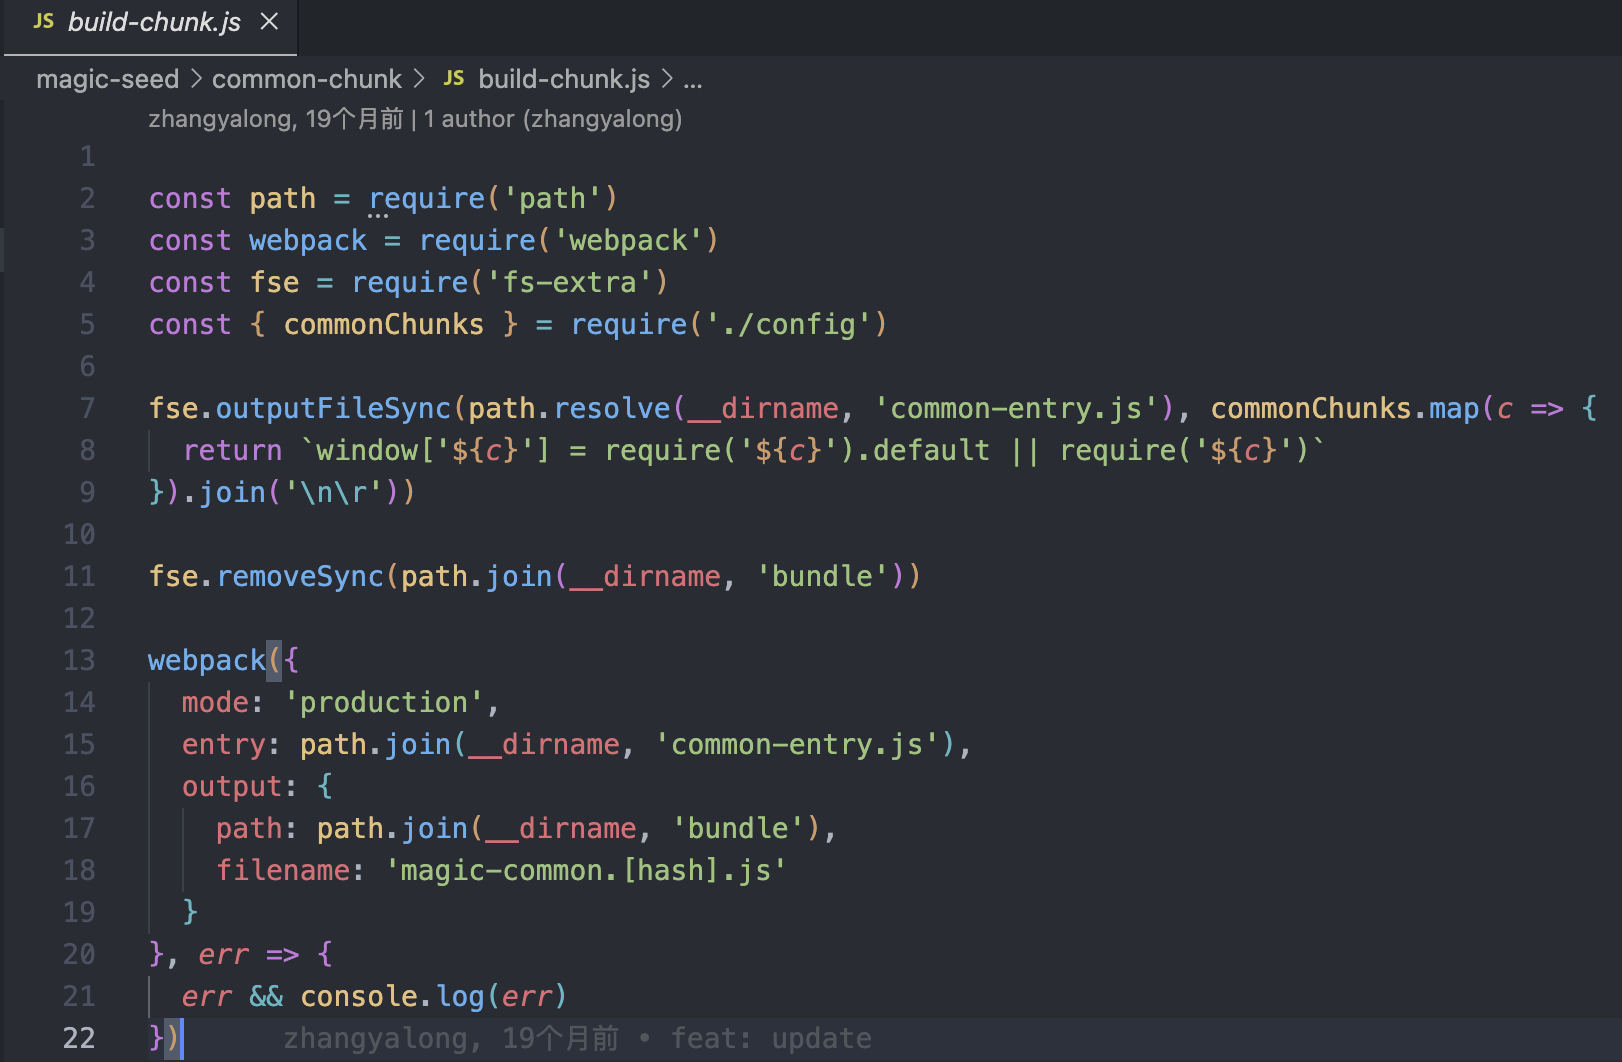 JS build-chunk.js ×
magic-seed > common-chunk > JS build-chunk.js > ...
zhangyalong, 19个月前 | 1 author (zhangyalong)
1
2 const path = require('path')
3 const webpack = require('webpack')
4 const fse = require('fs-extra')
5 const { commonChunks } = require('./config')
6
7 fse.outputFileSync(path.resolve(__dirname, 'common-entry.js'), commonChunks.map(c => {
8   return `window['${c}'] = require('${c}').default || require('${c}')`
9 }).join('\n\r'))
10
11 fse.removeSync(path.join(__dirname, 'bundle'))
12
13 webpack({
14   mode: 'production',
15   entry: path.join(__dirname, 'common-entry.js'),
16   output: {
17     path: path.join(__dirname, 'bundle'),
18     filename: 'magic-common.[hash].js'
19   }
20 }, err => {
21   err && console.log(err)
22 }) zhangyalong, 19个月前 • feat: update